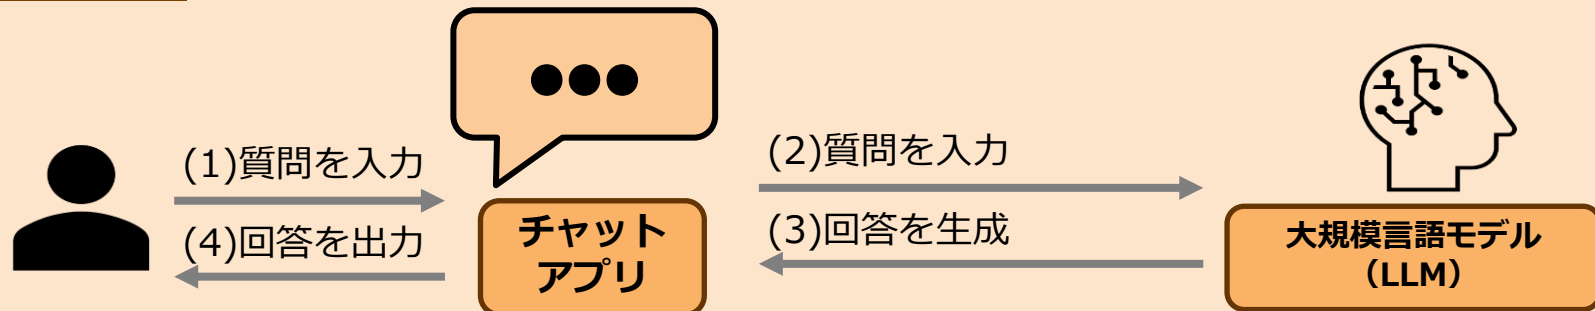 (1)質問を入力
(2)質問を入力
(4)回答を出力
チャット
アプリ
(3)回答を生成
大規模言語モデル
（LLM）